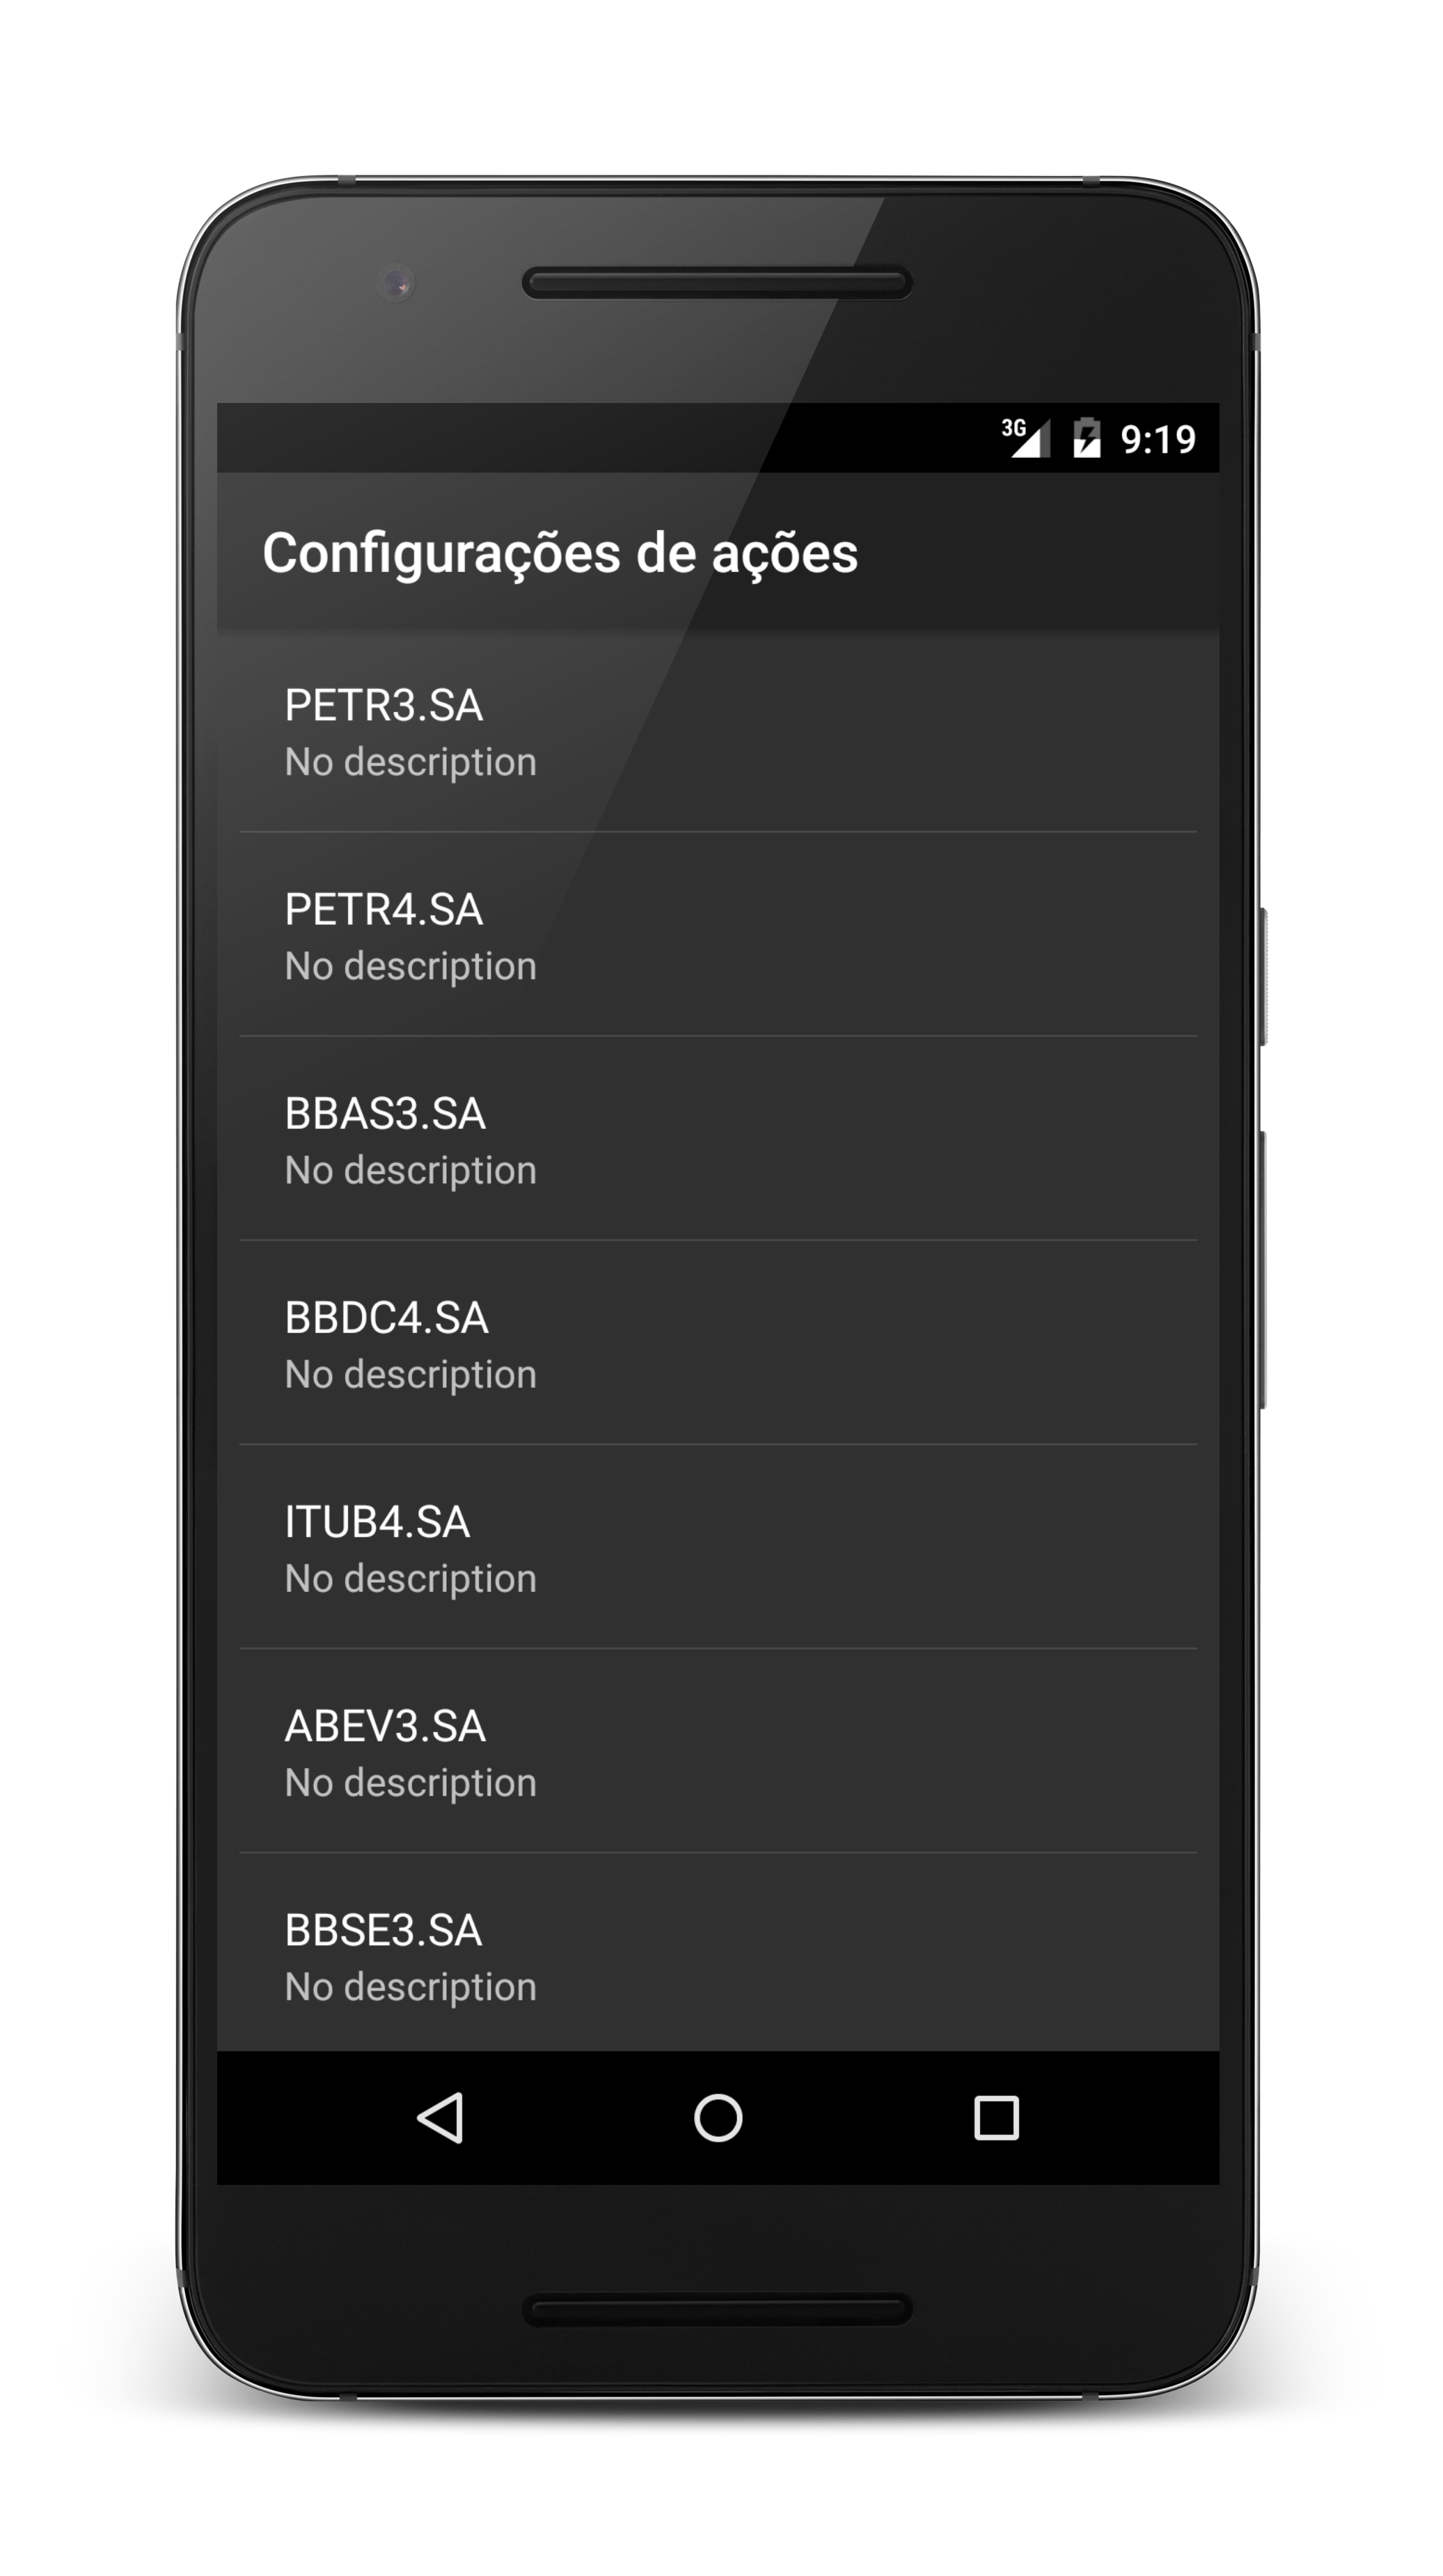 3G 9:19
Configurações de ações
PETR3.SA
No description
PETR4.SA
No description
BBAS3.SA
No description
BBDC4.SA
No description
ITUB4.SA
No description
ABEV3.SA
No description
BBSE3.SA
No description